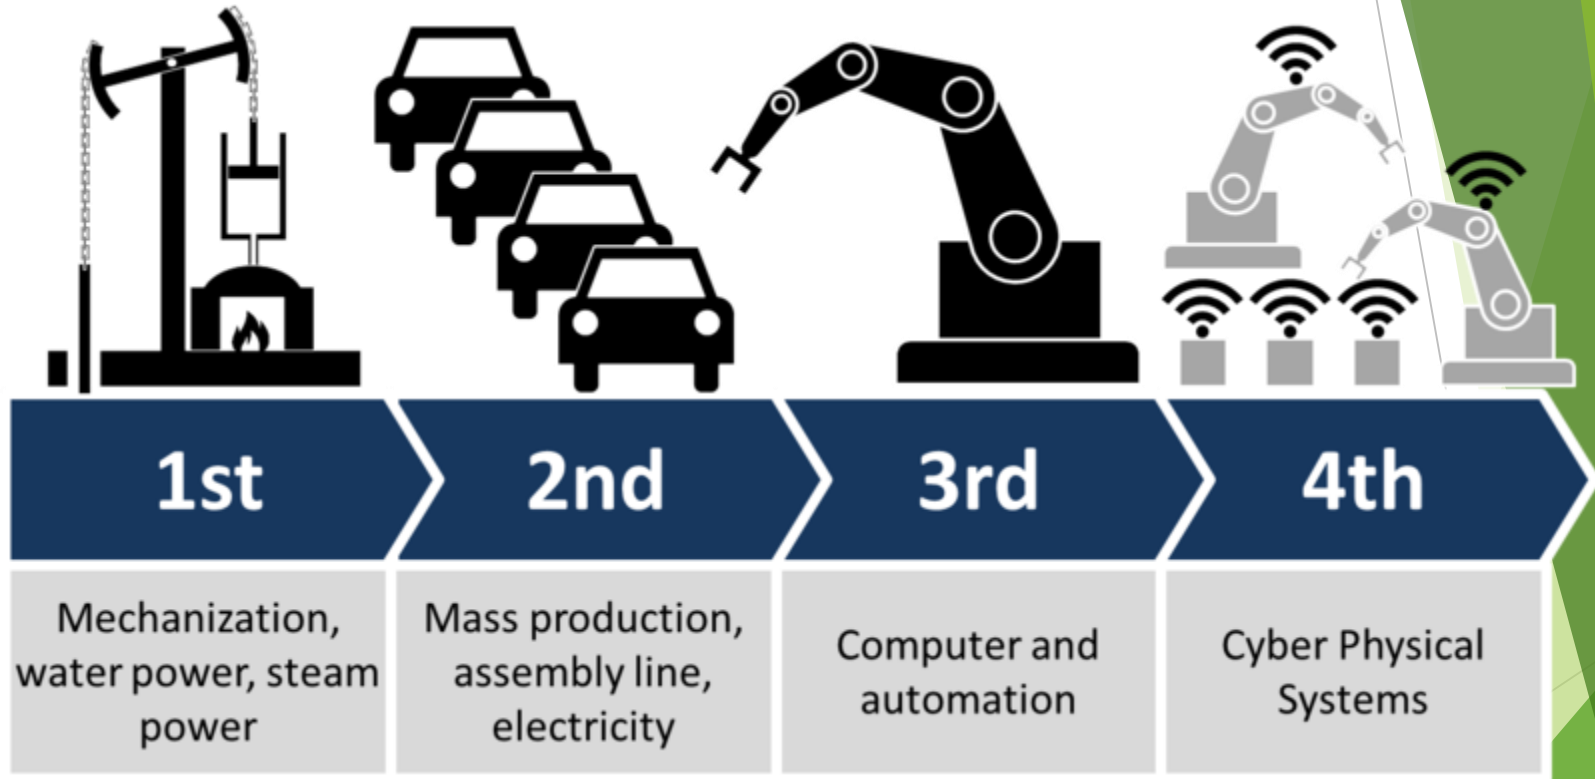 1st
2nd
3rd
4th
Mechanization,
water power, steam
power
Mass production,
assembly line,
electricity
Computer and
automation
Cyber Physical
Systems